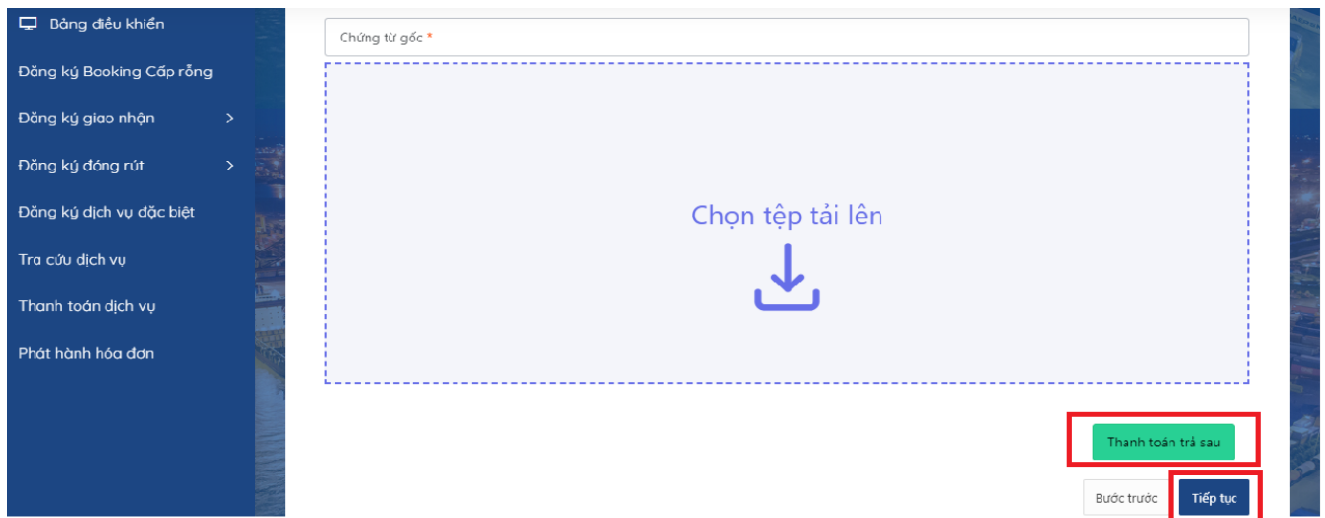 Bảng điều khiển
Đăng ký Booking Cấp rỗng
Đăng ký giao nhận
Đăng ký đóng rút
Đăng ký dịch vụ đặc biệt
Tra cứu dịch vụ
Thanh toán dịch vụ
Phát hành hóa đơn
Chứng từ gốc *
Chọn tệp tải lên
Thanh toán trả sau
Bước trước
Tiếp tục